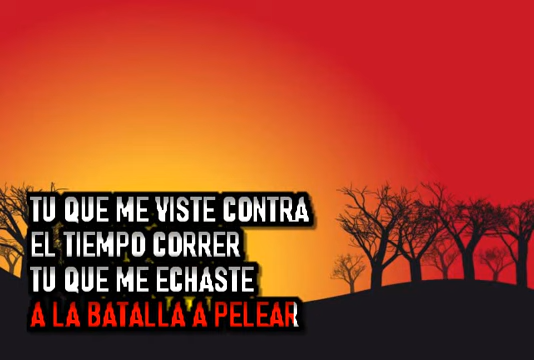 TU QUE ME VISTE CONTRA
EL TIEMPO CORRER
TU QUE ME ECHASTE
A LA BATALLA A PELEAR